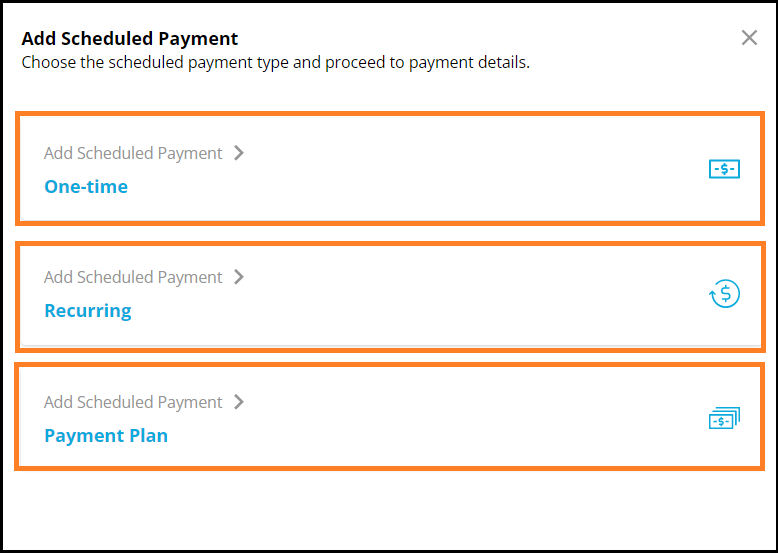 Add Scheduled Payment
Choose the scheduled payment type and proceed to payment details.
Add Scheduled Payment
One-time
-$-
Add Scheduled Payment
Recurring
$
Add Scheduled Payment
Payment Plan
-$-